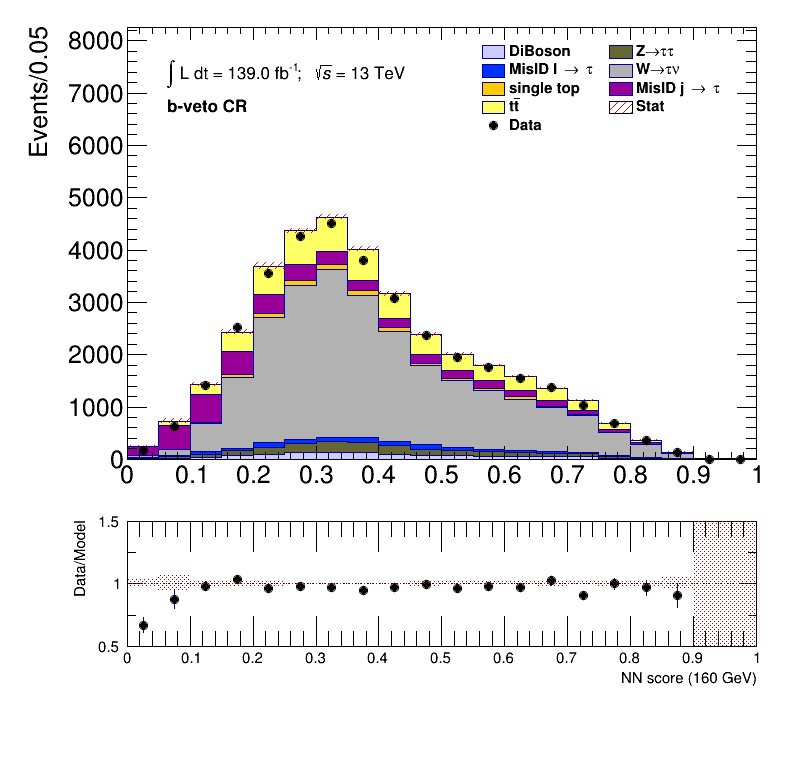 Events/0.05
8000
7000
6000
5000
4000
3000
2000
1000
0
∫ L dt = 139.0 fb⁻¹; √s = 13 TeV
b-veto CR
DiBoson
MisID l → τ
single top
tt̄
Data
Z→ττ
W→τν
MisID j → τ
Stat
0 0.1 0.2 0.3 0.4 0.5 0.6 0.7 0.8 0.9 1
Data/Model
1.5
1
0.5
0 0.1 0.2 0.3 0.4 0.5 0.6 0.7 0.8 0.9 1
NN score (160 GeV)